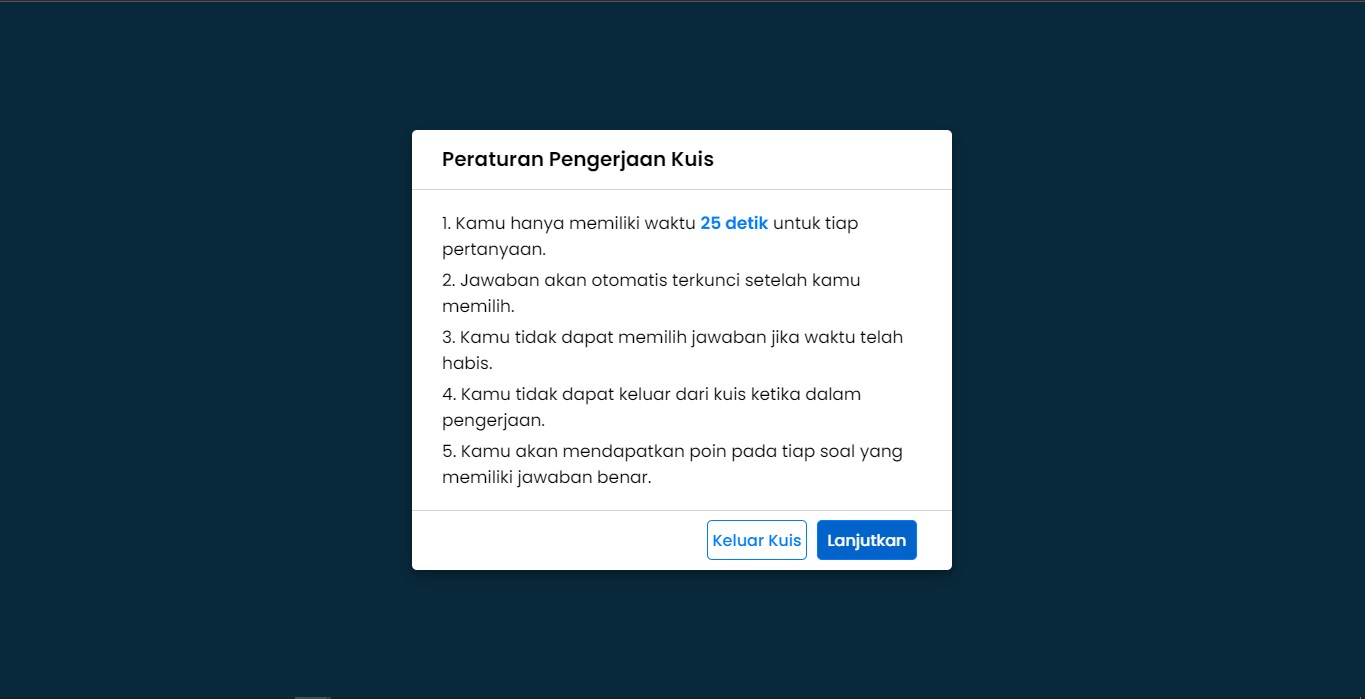 Peraturan Pengerjaan Kuis
1. Kamu hanya memiliki waktu 25 detik untuk tiap
pertanyaan.
2. Jawaban akan otomatis terkunci setelah kamu
memilih.
3. Kamu tidak dapat memilih jawaban jika waktu telah
habis.
4. Kamu tidak dapat keluar dari kuis ketika dalam
pengerjaan.
5. Kamu akan mendapatkan poin pada tiap soal yang
memiliki jawaban benar.
Keluar Kuis
Lanjutkan